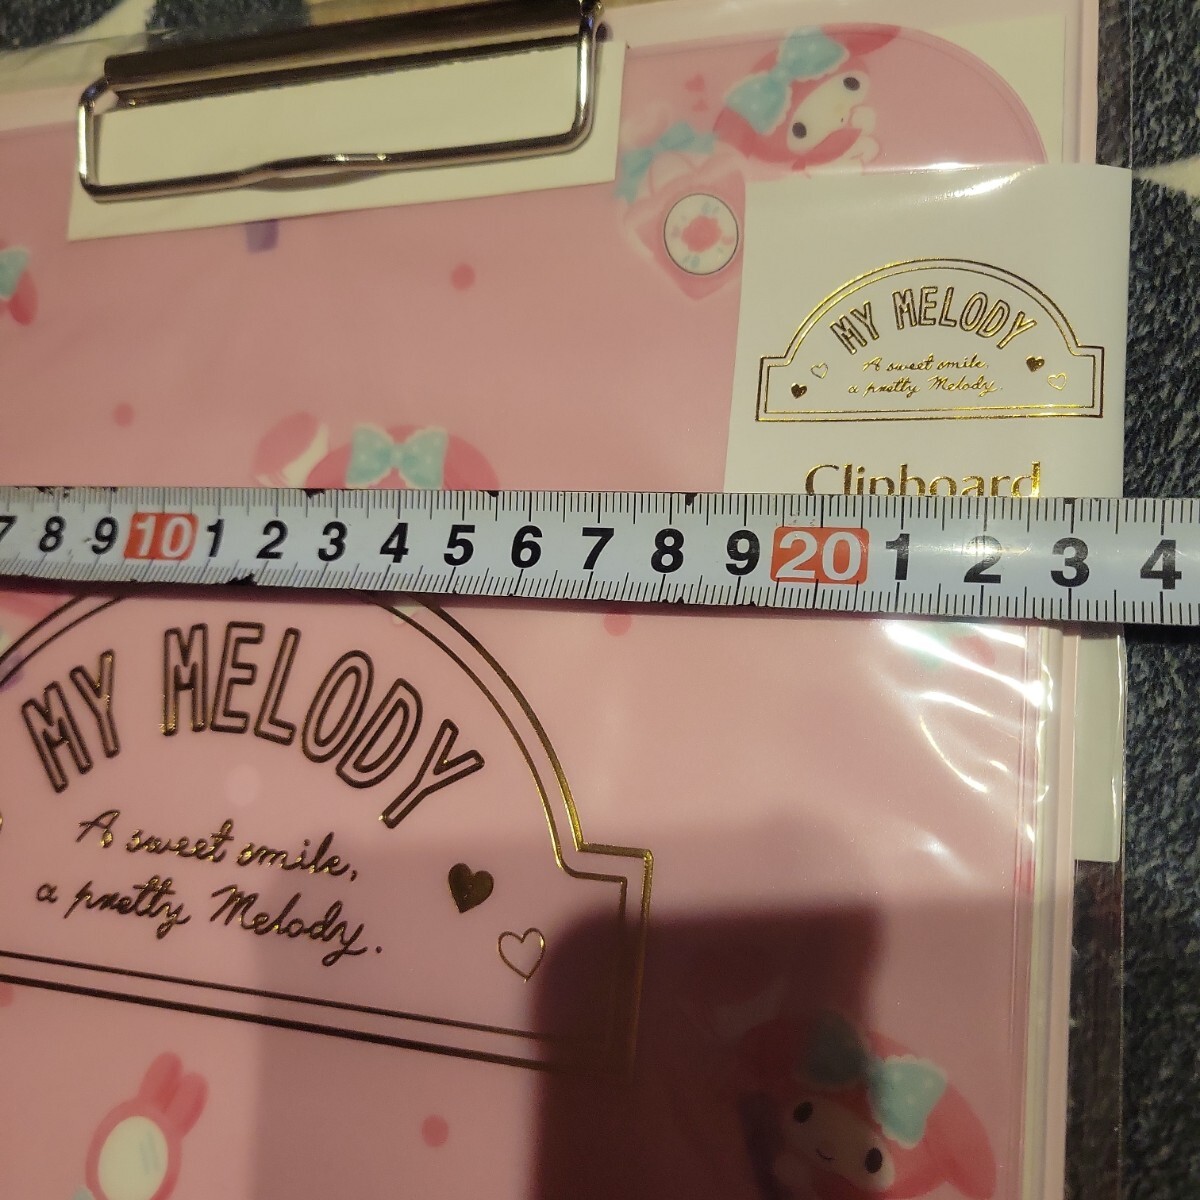 MY MELODY
A sweet smile,
a pretty Melody.
Clipboard
7 8 9 10 1 2 3 4 5 6 7 8 9 20 1 2 3 4
MY MELODY
A sweet smile,
a pretty Melody.